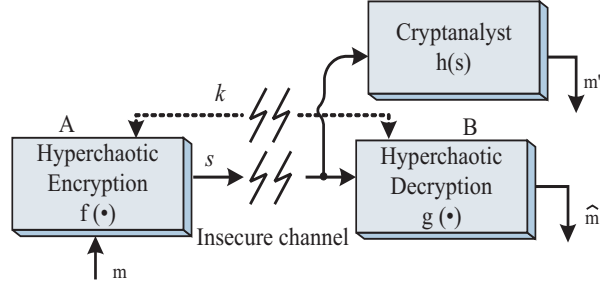 Cryptanalyst
h(s)
m'
k
A
B
Hyperchaotic
Encryption
f (•)
s
Hyperchaotic
Decryption
g (•)
m̂
Insecure channel
m